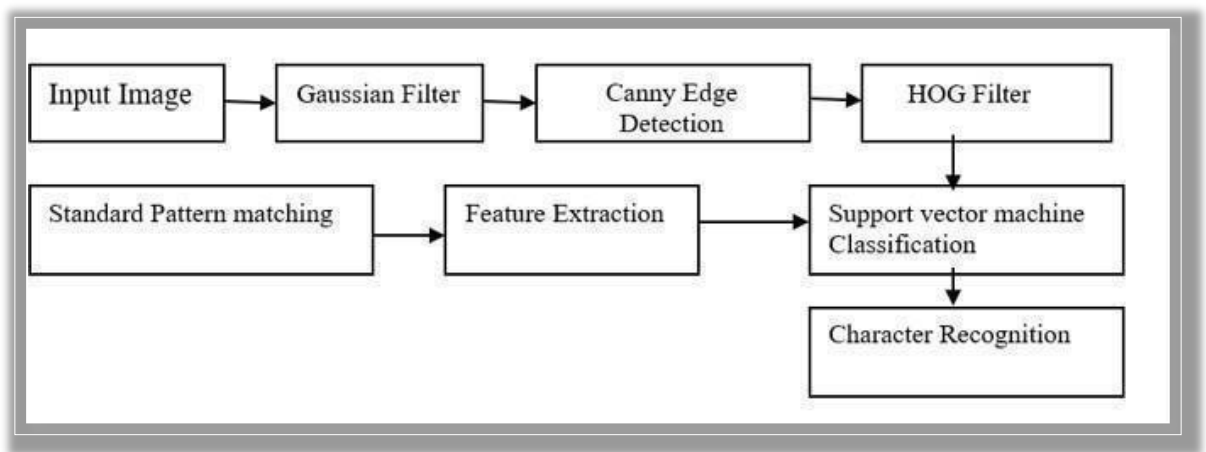 Input Image
Gaussian Filter
Canny Edge
Detection
HOG Filter
Standard Pattern matching
Feature Extraction
Support vector machine
Classification
Character Recognition